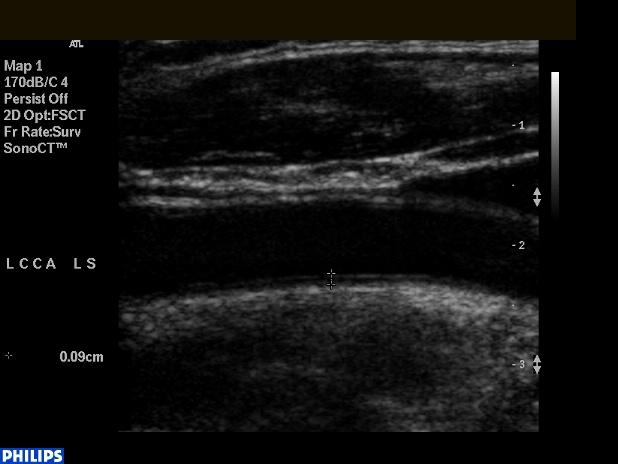 ATL
Map 1
170dB/C 4
Persist Off
2D Opt:FSCT
Fr Rate:Surv
SonoCT™
1
2
LCCA LS
0.09cm
3
PHILIPS